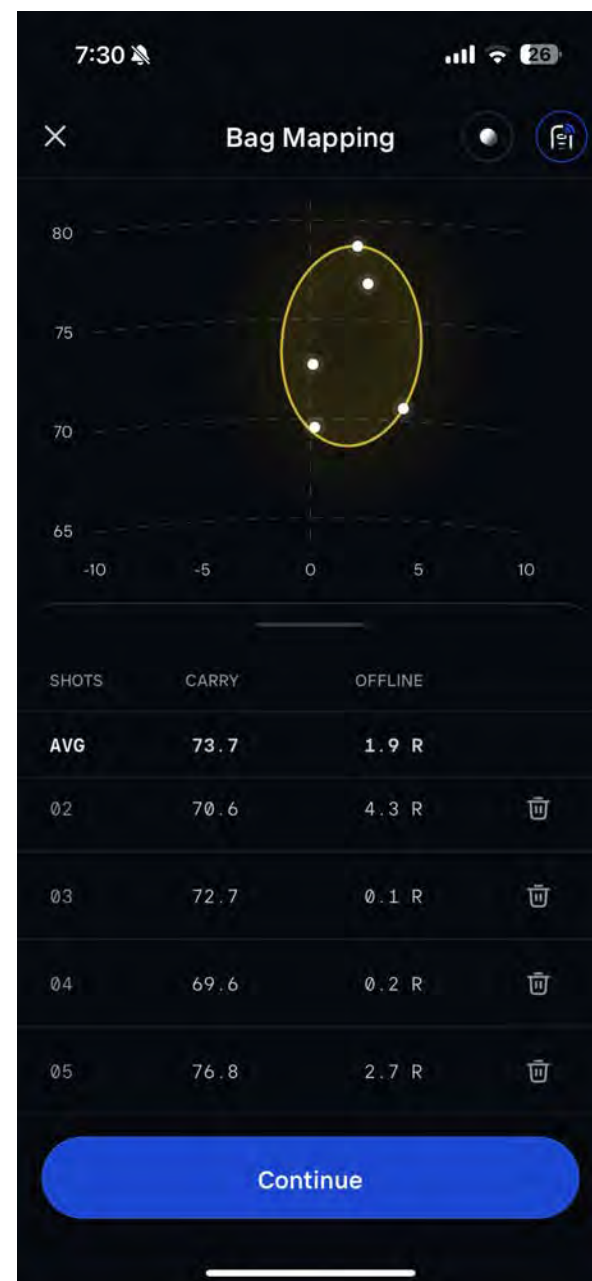 7:30 26
Bag Mapping
80
75
70
65
-10 -5 0 5 10
SHOTS CARRY OFFLINE
AVG 73.7 1.9 R
02 70.6 4.3 R
03 72.7 0.1 R
04 69.6 0.2 R
05 76.8 2.7 R
Continue